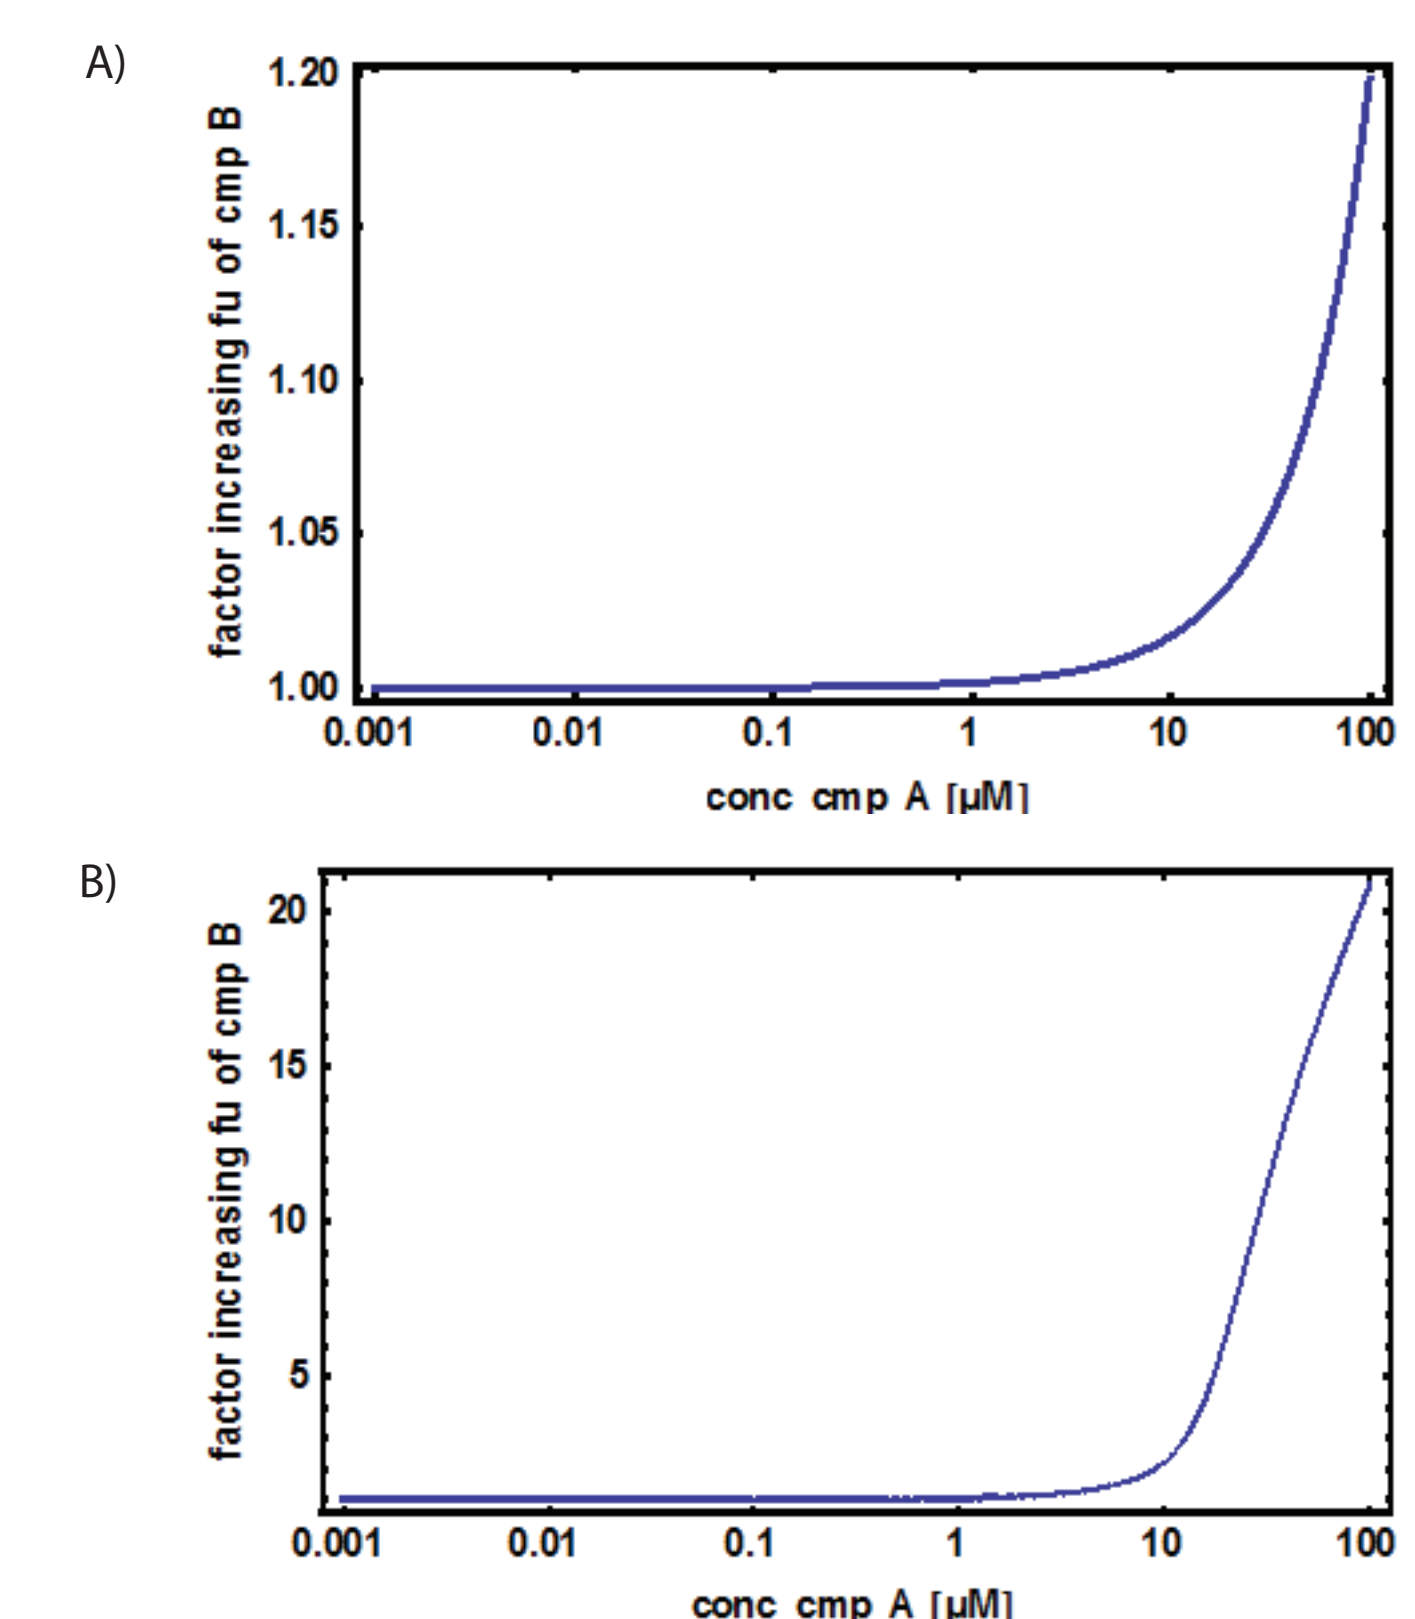 A)
factor increasing fu of cmp B
1.20
1.15
1.10
1.05
1.00
0.001 0.01 0.1 1 10 100
conc cmp A [µM]
B)
factor increasing fu of cmp B
20
15
10
5
0.001 0.01 0.1 1 10 100
conc cmp A [µM]